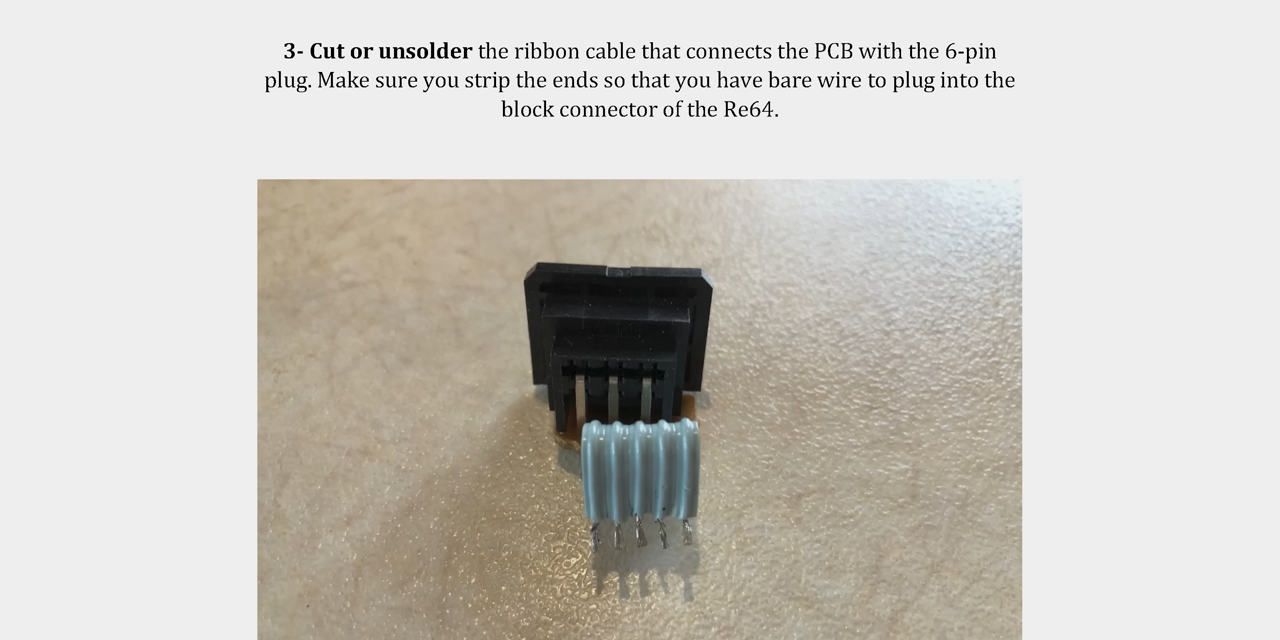 3- Cut or unsolder the ribbon cable that connects the PCB with the 6-pin
plug. Make sure you strip the ends so that you have bare wire to plug into the
block connector of the Re64.